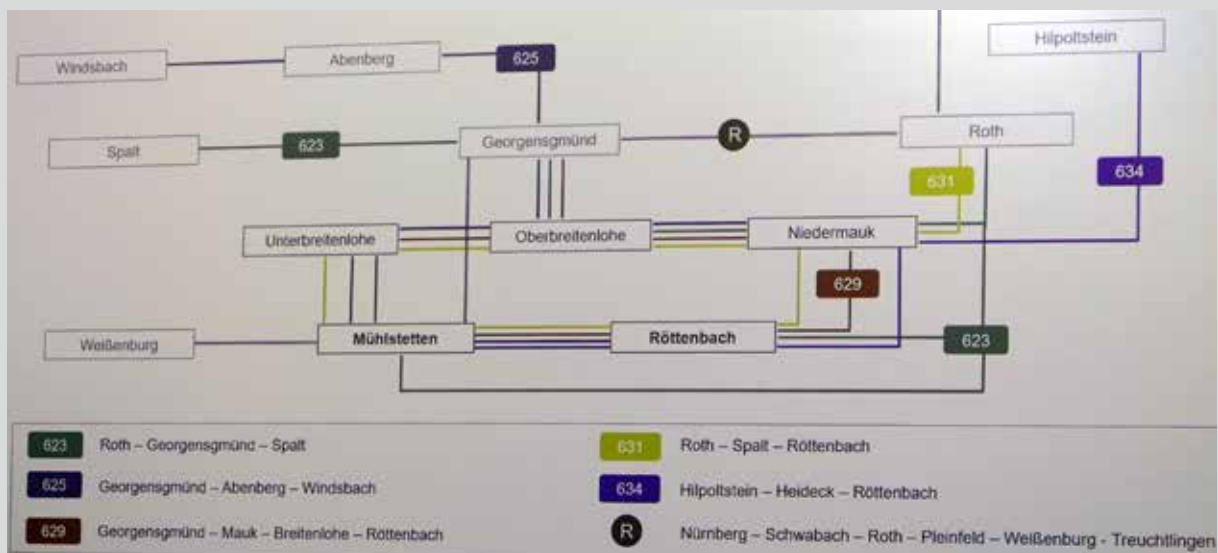 Hilpoltstein
Windsbach
Abenberg
625
Spalt
623
Georgensgmünd
R
Roth
631
634
Unterbreitenlohe
Oberbreitenlohe
Niedermauk
629
Weißenburg
Mühlstetten
Röttenbach
623
623 Roth – Georgensgmünd – Spalt
625 Georgensgmünd – Abenberg – Windsbach
629 Georgensgmünd – Mauk – Breitenlohe – Röttenbach
631 Roth – Spalt – Röttenbach
634 Hilpoltstein – Heideck – Röttenbach
R Nürnberg – Schwabach – Roth – Pleinfeld – Weißenburg - Treuchtlingen